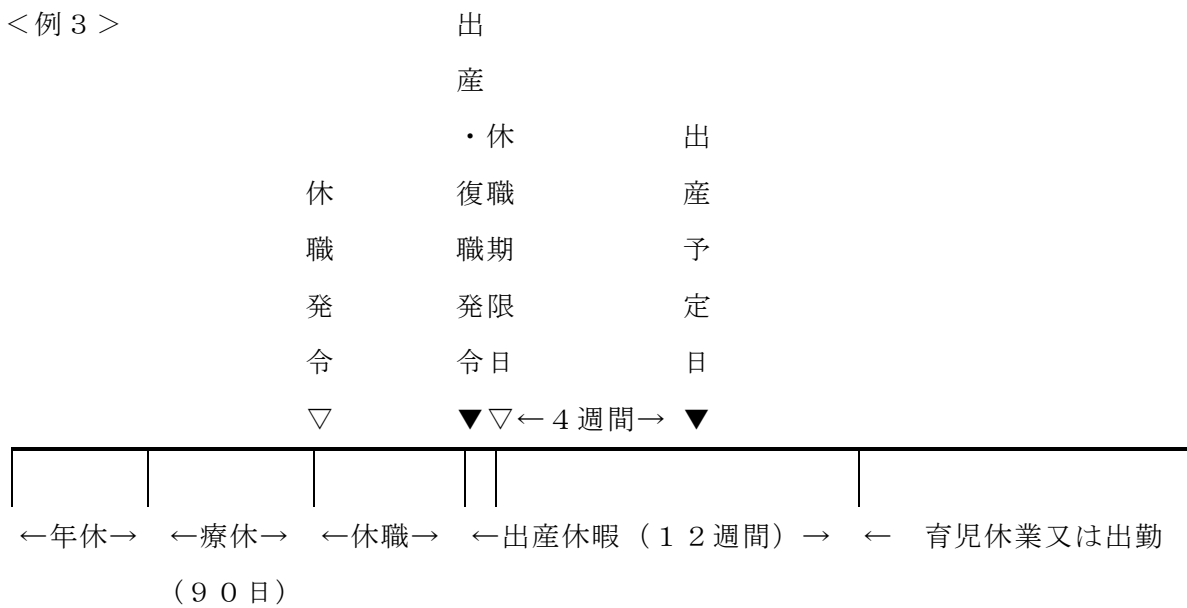 ＜例３＞
出産・復職発令
休職期限日
出産予定日
休職発令
▽
▼▽←４週間→ ▼
←年休→ ←療休→ ←休職→ ←出産休暇（１２週間）→ ← 育児休業又は出勤
（９０日）